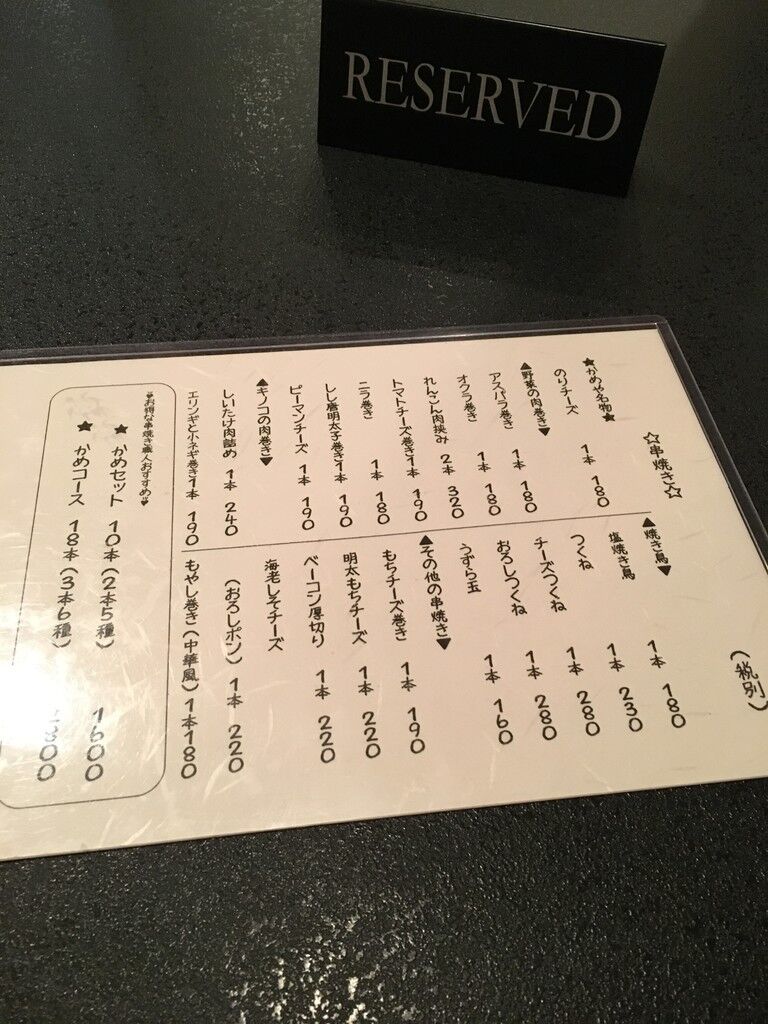 RESERVED
☆串焼き☆
(税別)
★かめや名物★
のりチーズ 1本 180
▲野菜の肉巻き▼
アスパラ巻き 1本 180
オクラ巻き 1本 180
れんこん肉挟み 2本 320
トマトチーズ巻き1本 190
ニラ巻き 1本 180
しし唐明太子巻き1本 190
ピーマンチーズ 1本 190
▲キノコの肉巻き▼
しいたけ肉詰め 1本 240
エリンギと小ネギ巻き1本 190
▲焼き鳥▼
塩焼き鳥 1本 180
つくね 1本 230
チーズつくね 1本 280
おろしつくね 1本 280
うずら玉 1本 160
▲その他の串焼き▼
もちチーズ巻き 1本 190
明太もちチーズ 1本 220
ベーコン厚切り 1本 220
海老しそチーズ
(おろしポン) 1本 220
もやし巻き(中華風)1本180
♥お得な串焼き職人おすすめ♥
★ かめセット 10本(2本5種) 1600
★ かめコース 18本(3本6種)